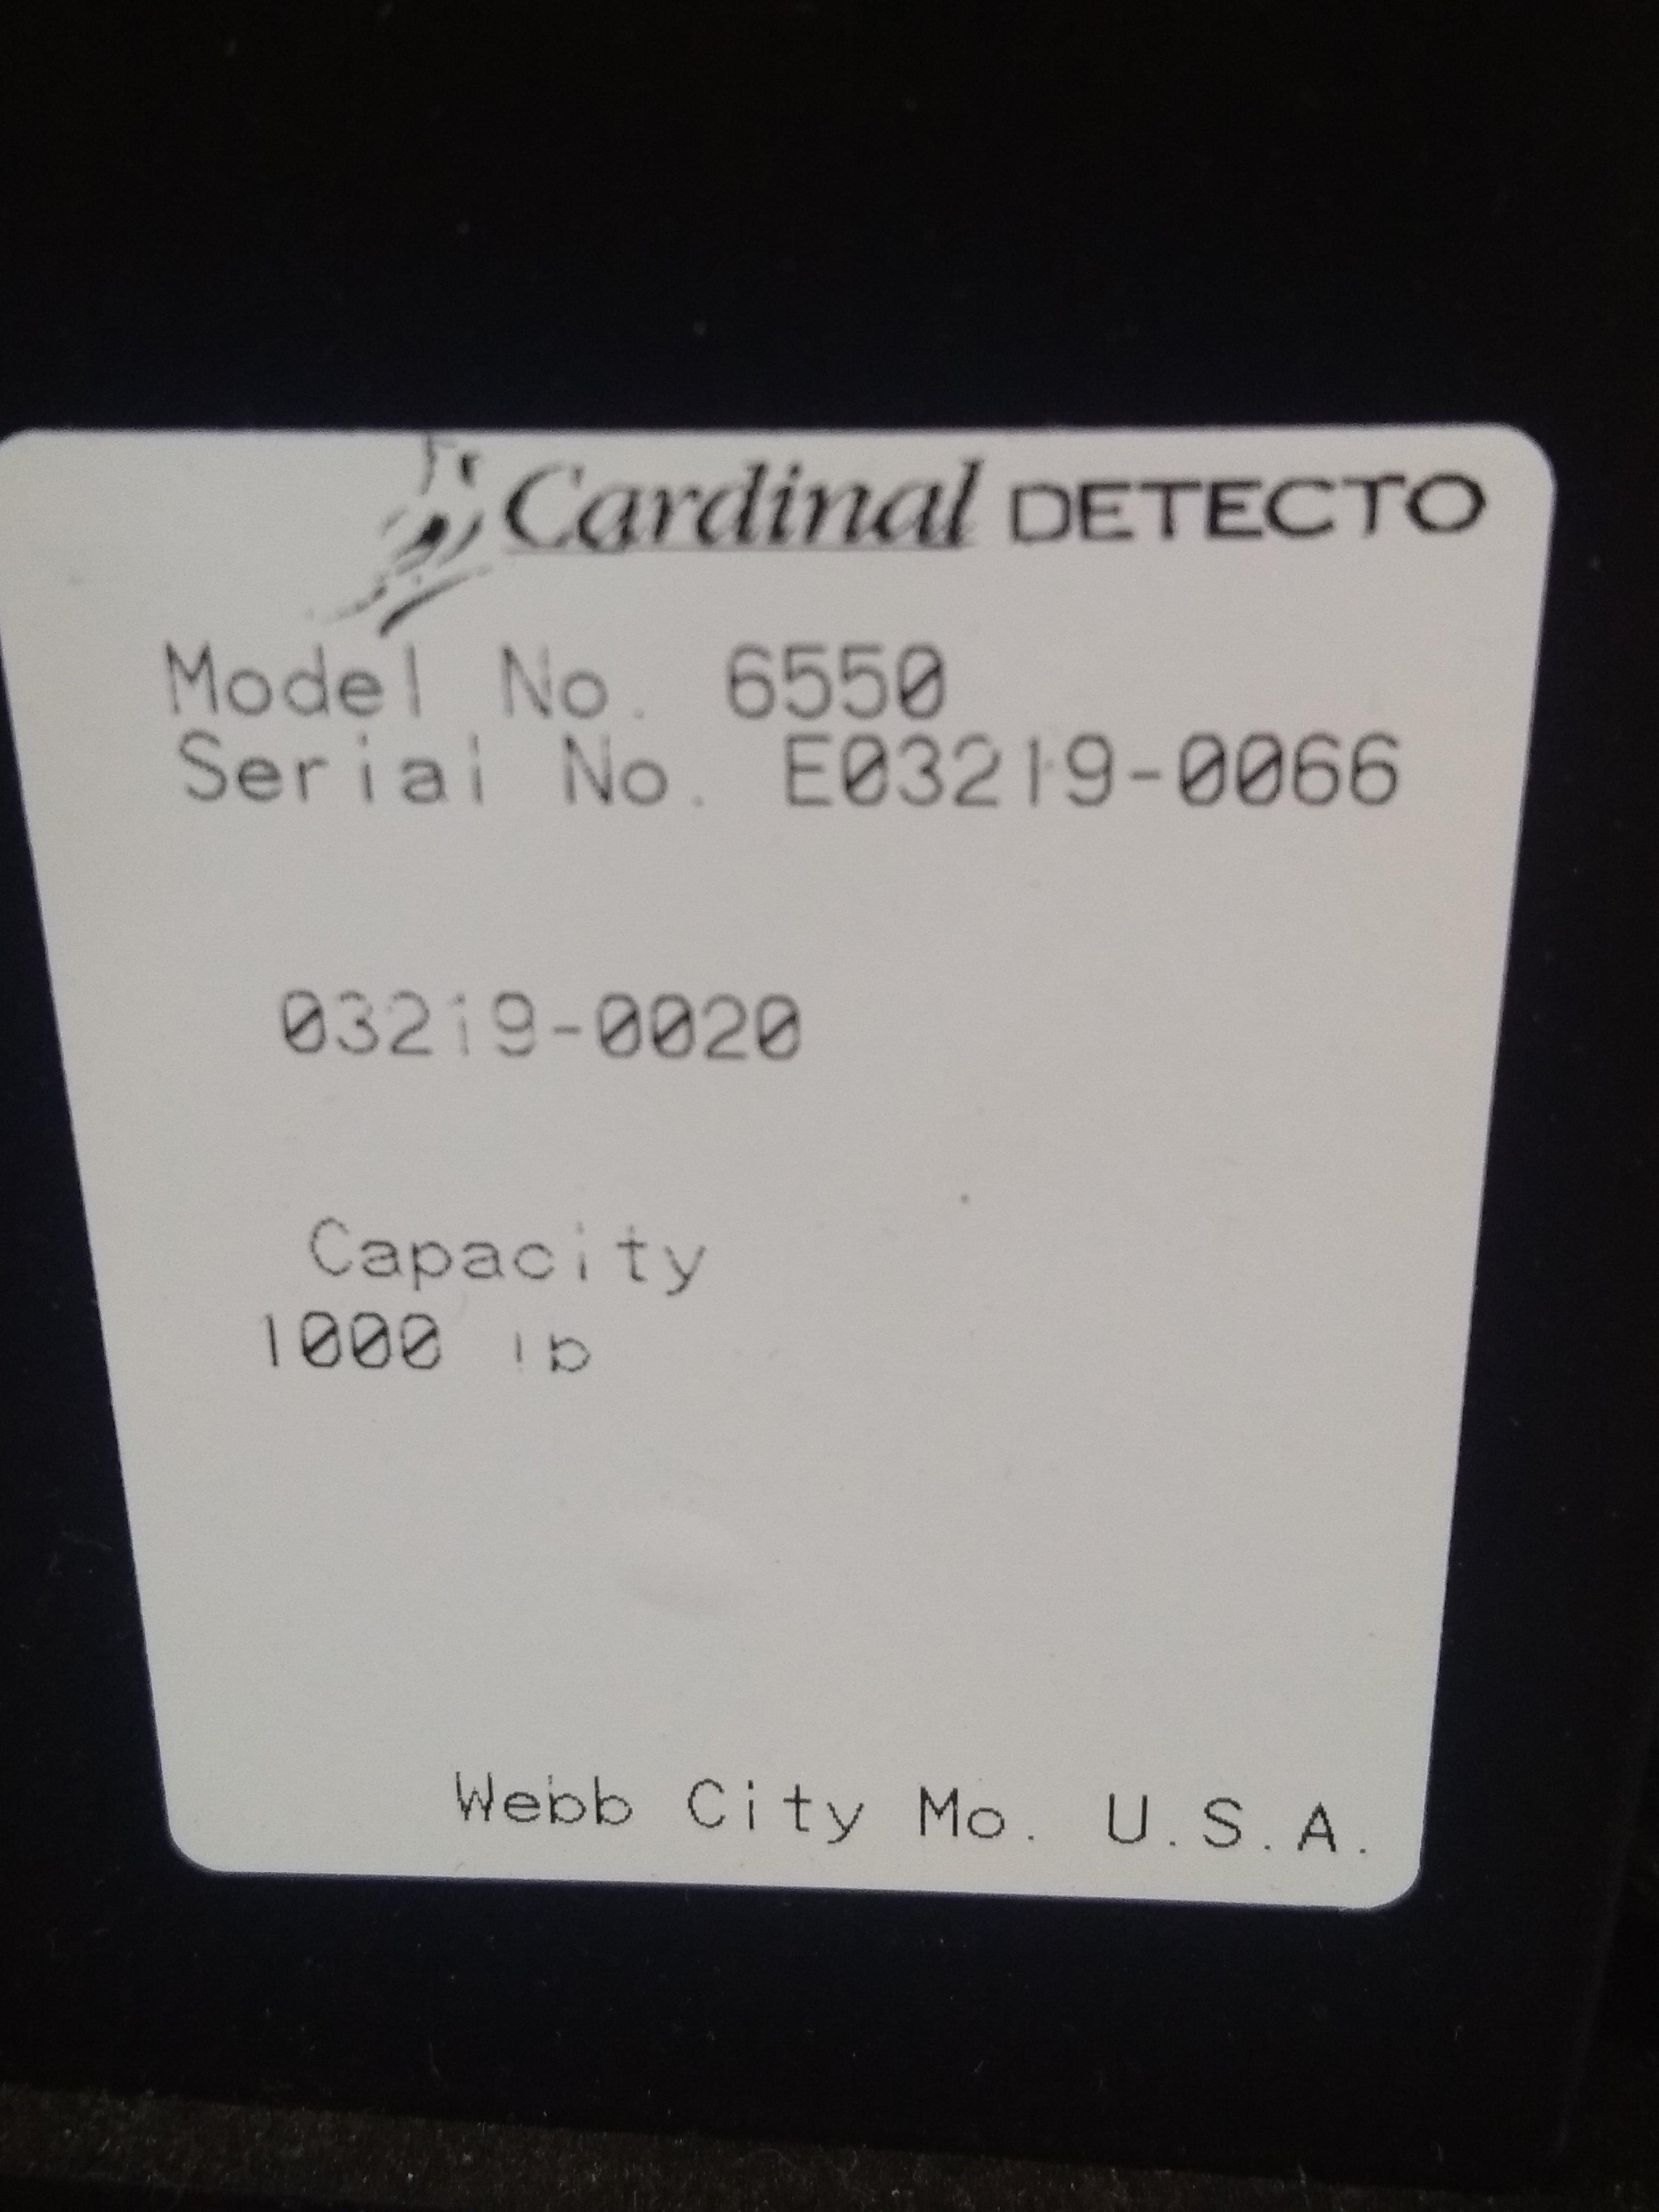 Cardinal DETECTO
Model No. 6550
Serial No. E03219-0066
03219-0020
Capacity
1000 lb
Webb City Mo. U.S.A.